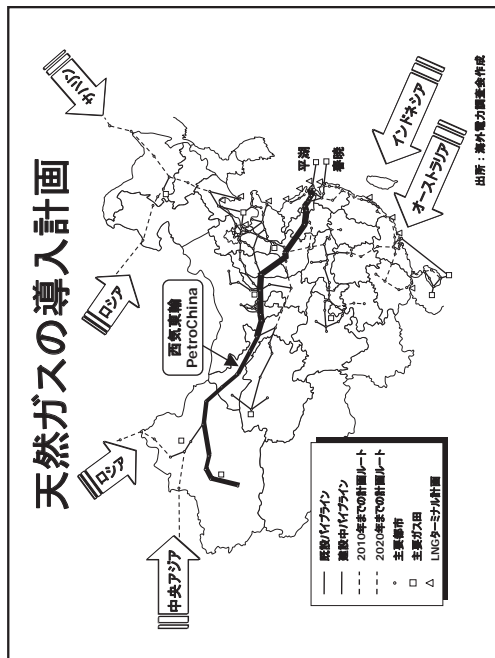 天然ガスの導入計画
サハリン
ロシア
ロシア
中央アジア
西気東輸
PetroChina
平湖
春暁
インドネシア
オーストラリア
既設パイプライン
建設中パイプライン
2010年までの計画ルート
2020年までの計画ルート
主要都市
主要ガス田
LNGターミナル計画
出所：海外電力調査会作成